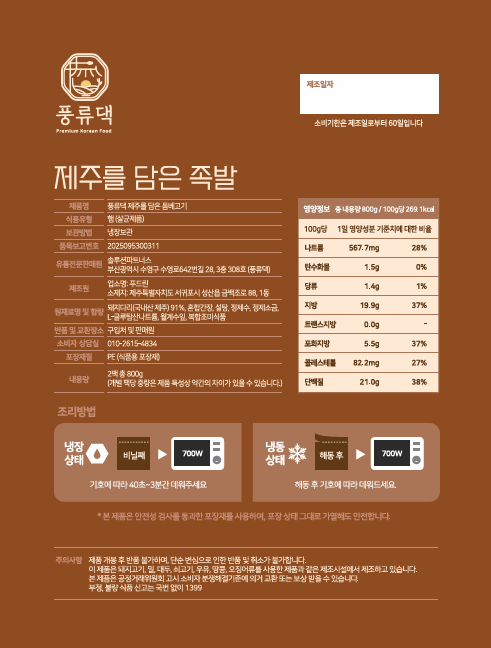 풍류댁
Premium Korean Food
제조일자
소비기한은 제조일로부터 60일입니다
제주를 담은 족발
제품명 풍류댁 제주를 담은 돔베고기
식품유형 햄 (살균제품)
보관방법 냉장보관
품목보고번호 2025095300311
유통전문판매원 솔루션파트너스
부산광역시 수영구 수영로642번길 28, 3층 308호 (풍류댁)
제조원 업소명: 푸드린
소재지: 제주특별자치도 서귀포시 성산읍 금백조로 88, 1동
원재료명 및 함량 돼지다리(국내산 제주) 91%, 혼합간장, 설탕, 정제수, 정제소금,
L-글루탐산나트륨, 월계수잎, 복합조미식품
반품 및 교환장소 구입처 및 판매원
소비자 상담실 010-2615-4834
포장재질 PE (식품용 포장재)
내용량 2팩 총 800g
(개별 팩당 중량은 제품 특성상 약간의 차이가 있을 수 있습니다.)
영양정보 총 내용량 800g / 100g당 269.1kcal
100g당 1일 영양성분 기준치에 대한 비율
나트륨 567.7mg 28%
탄수화물 1.5g 0%
당류 1.4g 1%
지방 19.9g 37%
트랜스지방 0.0g -
포화지방 5.5g 37%
콜레스테롤 82.2mg 27%
단백질 21.0g 38%
조리방법
냉장
상태
비닐째
700W
기호에 따라 40초~3분간 데워주세요
냉동
상태
해동 후
700W
해동 후 기호에 따라 데워드세요.
* 본 제품은 안전성 검사를 통과한 포장재를 사용하며, 포장 상태 그대로 가열해도 안전합니다.
주의사항 제품 개봉 후 반품 불가하며, 단순 변심으로 인한 반품 및 취소가 불가합니다.
이 제품은 돼지고기, 밀, 대두, 쇠고기, 우유, 땅콩, 오징어류를 사용한 제품과 같은 제조시설에서 제조하고 있습니다.
본 제품은 공정거래위원회 고시 소비자 분쟁해결기준에 의거 교환 또는 보상 받을 수 있습니다.
부정, 불량 식품 신고는 국번 없이 1399